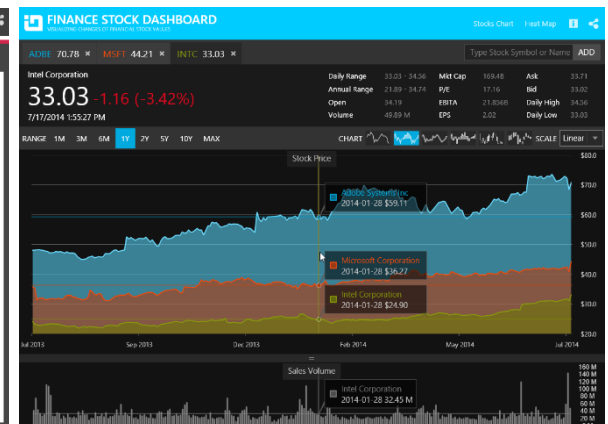 FINANCE STOCK DASHBOARD
VISUALIZING CHANGES OF FINANCIAL STOCK VALUES
Stocks Chart Heat Map
ADBE 70.78 × MSFT 44.21 × INTC 33.03 ×
Type Stock Symbol or Name ADD
Intel Corporation
33.03 -1.16 (-3.42%)
7/17/2014 1:55:27 PM
Daily Range 33.03 - 34.56 Mkt Cap 169.48 Ask 33.71
Annual Range 21.89 - 34.74 P/E 17.16 Bid 33.02
Open 34.19 EBITA 21.856B Daily High 34.56
Volume 49.89 M EPS 2.02 Daily Low 33.03
RANGE 1M 3M 6M 1Y 2Y 5Y 10Y MAX CHART SCALE Linear
Stock Price
$80.0
$70.0
$60.0
$50.0
$40.0
$30.0
$20.0
Adobe Systems Inc
2014-01-28 $59.11
Microsoft Corporation
2014-01-28 $36.27
Intel Corporation
2014-01-28 $24.90
Jul 2013 Sep 2013 Dec 2013 Feb 2014 May 2014 Jul 2014
Sales Volume
160 M
140 M
120 M
100 M
80 M
60 M
40 M
20 M
Intel Corporation
2014-01-28 32.45 M